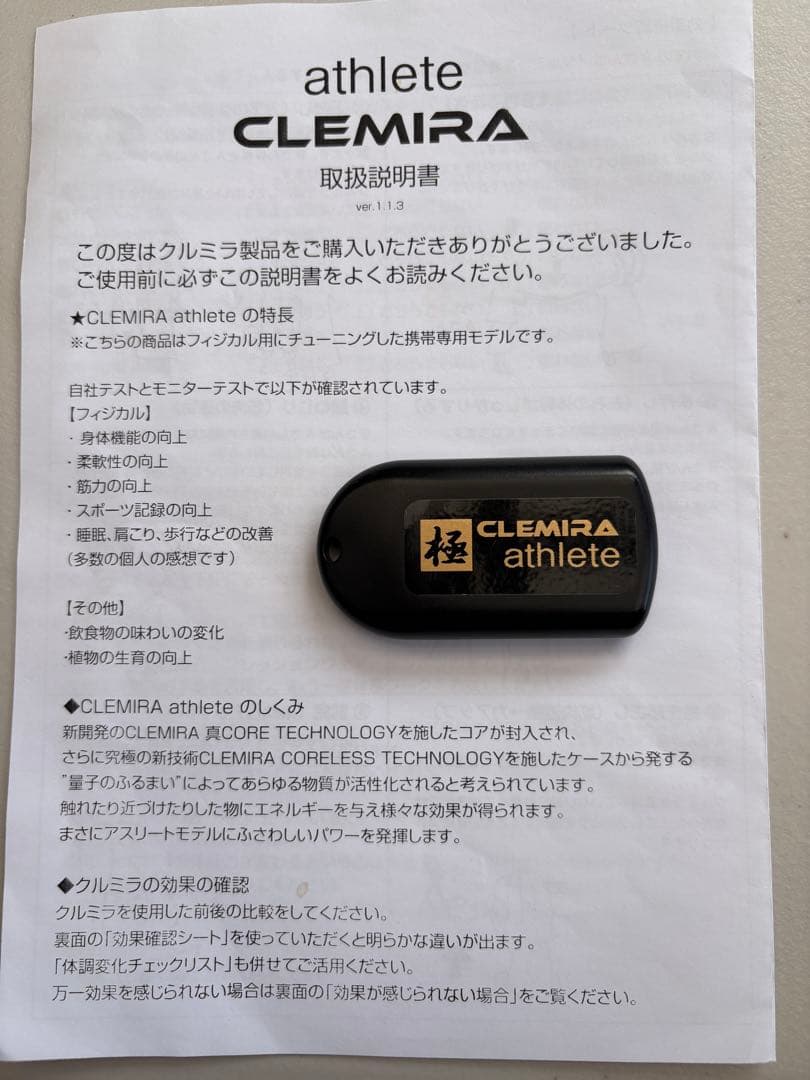 athlete
CLEMIRA
取扱説明書
ver.1.1.3
この度はクルミラ製品をご購入いただきありがとうございました。
ご使用前に必ずこの説明書をよくお読みください。
★CLEMIRA athlete の特長
※こちらの商品はフィジカル用にチューニングした携帯専用モデルです。
自社テストとモニターテストで以下が確認されています。
【フィジカル】
・身体機能の向上
・柔軟性の向上
・筋力の向上
・スポーツ記録の向上
・睡眠、肩こり、歩行などの改善
(多数の個人の感想です)
極 CLEMIRA
athlete
【その他】
・飲食物の味わいの変化
・植物の生育の向上
◆CLEMIRA athlete のしくみ
新開発のCLEMIRA 真CORE TECHNOLOGYを施したコアが封入され、
さらに究極の新技術CLEMIRA CORELESS TECHNOLOGYを施したケースから発する
"量子のふるまい"によってあらゆる物質が活性化されると考えられています。
触れたり近づけたりした物にエネルギーを与え様々な効果が得られます。
まさにアスリートモデルにふさわしいパワーを発揮します。
◆クルミラの効果の確認
クルミラを使用した前後の比較をしてください。
裏面の「効果確認シート」を使っていただくと明らかな違いが出ます。
「体調変化チェックリスト」も併せてご活用ください。
万一効果を感じられない場合は裏面の「効果が感じられない場合」をご覧ください。